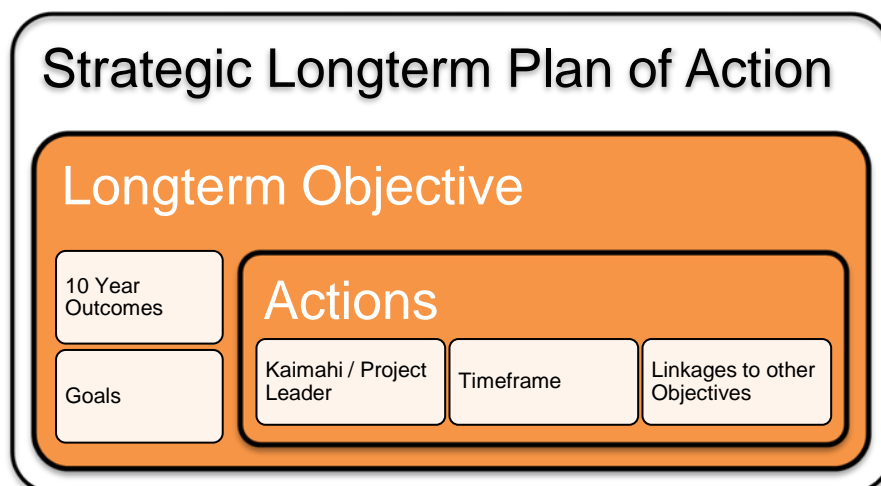 Strategic Longterm Plan of Action
Longterm Objective
10 Year
Outcomes
Goals
Actions
Kaimahi / Project
Leader
Timeframe
Linkages to other
Objectives